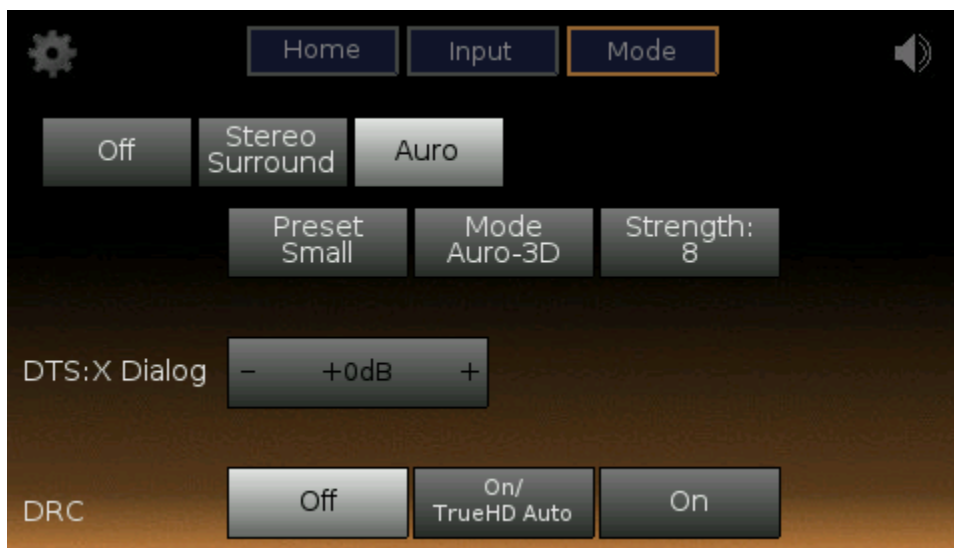 Home Input Mode
Off Stereo Surround Auro
Preset Small Mode Auro-3D Strength: 8
DTS:X Dialog - +0dB +
DRC Off On/ TrueHD Auto On